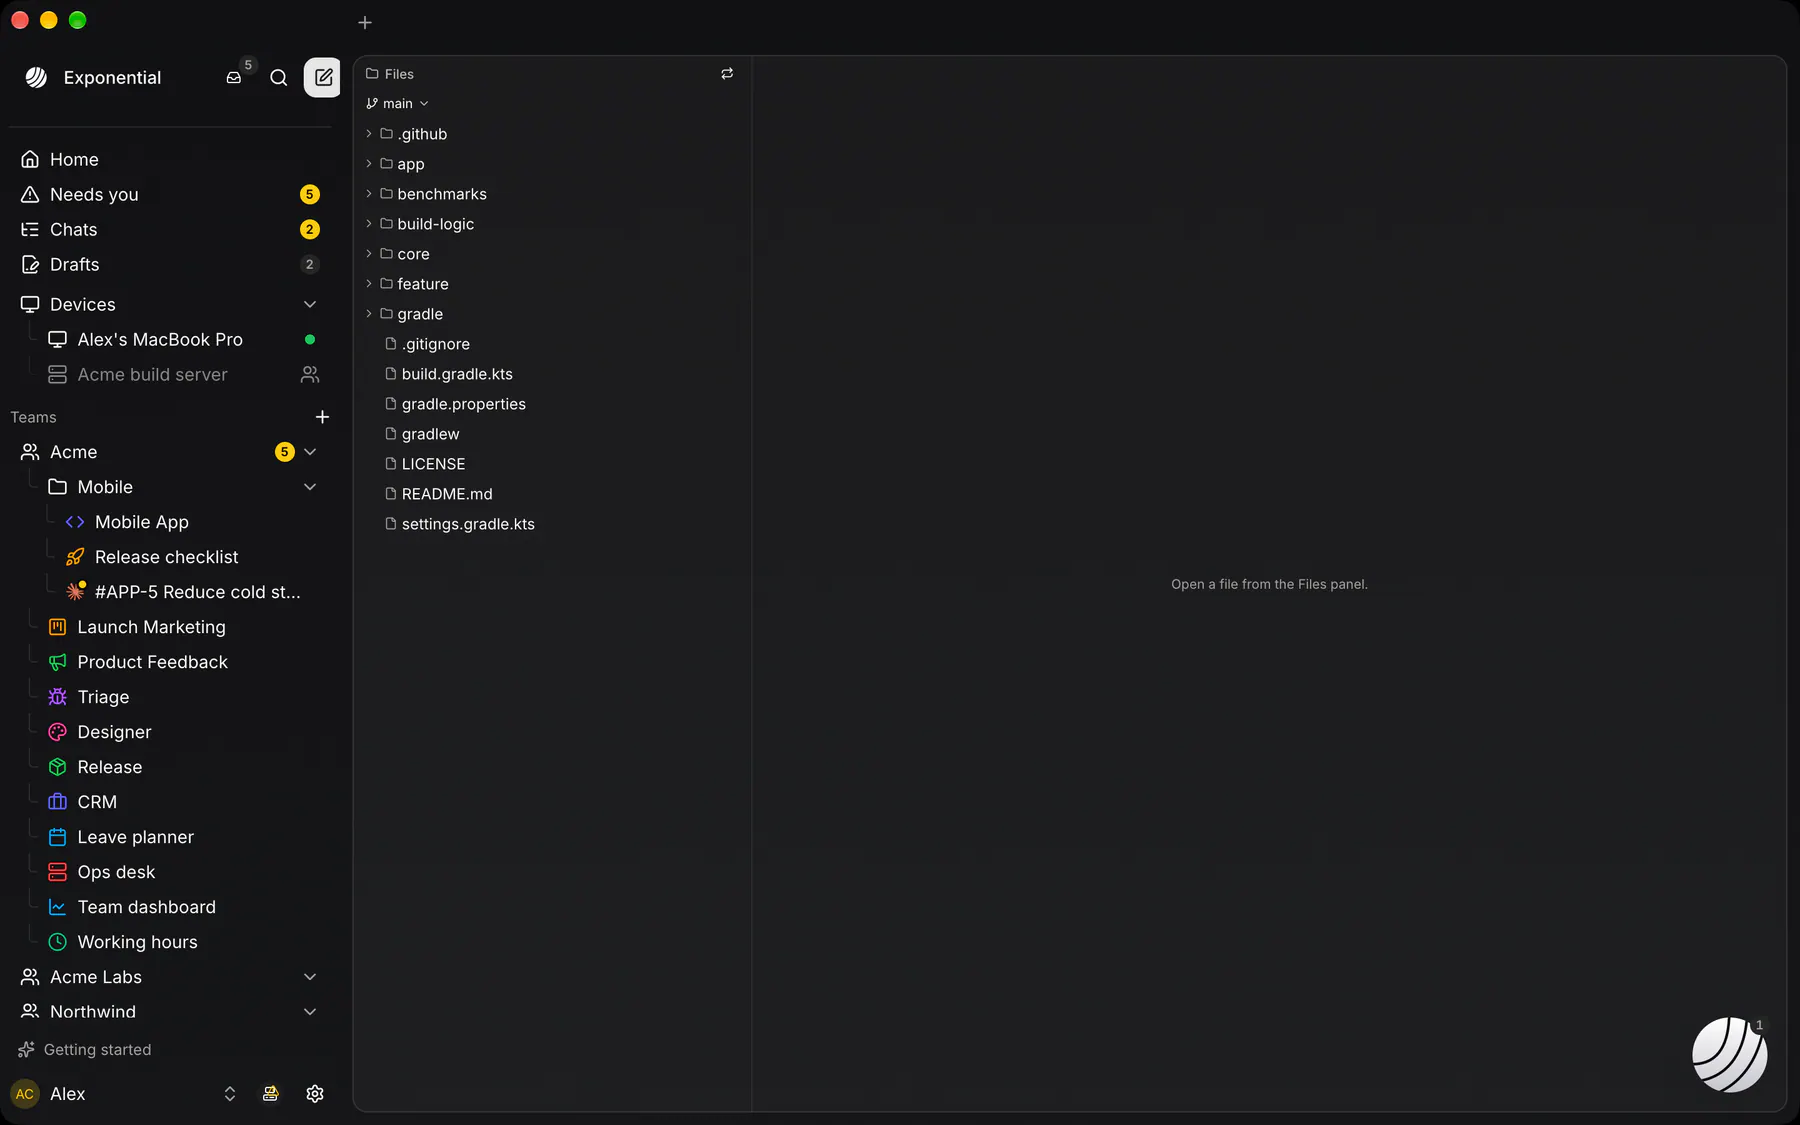 Exponential
5
Home
Needs you
5
Chats
2
Drafts
2
Devices
Alex's MacBook Pro
Acme build server
Teams
Acme
5
Mobile
Mobile App
Release checklist
#APP-5 Reduce cold st...
Launch Marketing
Product Feedback
Triage
Designer
Release
CRM
Leave planner
Ops desk
Team dashboard
Working hours
Acme Labs
Northwind
Getting started
AC
Alex
Files
main
.github
app
benchmarks
build-logic
core
feature
gradle
.gitignore
build.gradle.kts
gradle.properties
gradlew
LICENSE
README.md
settings.gradle.kts
Open a file from the Files panel.
1